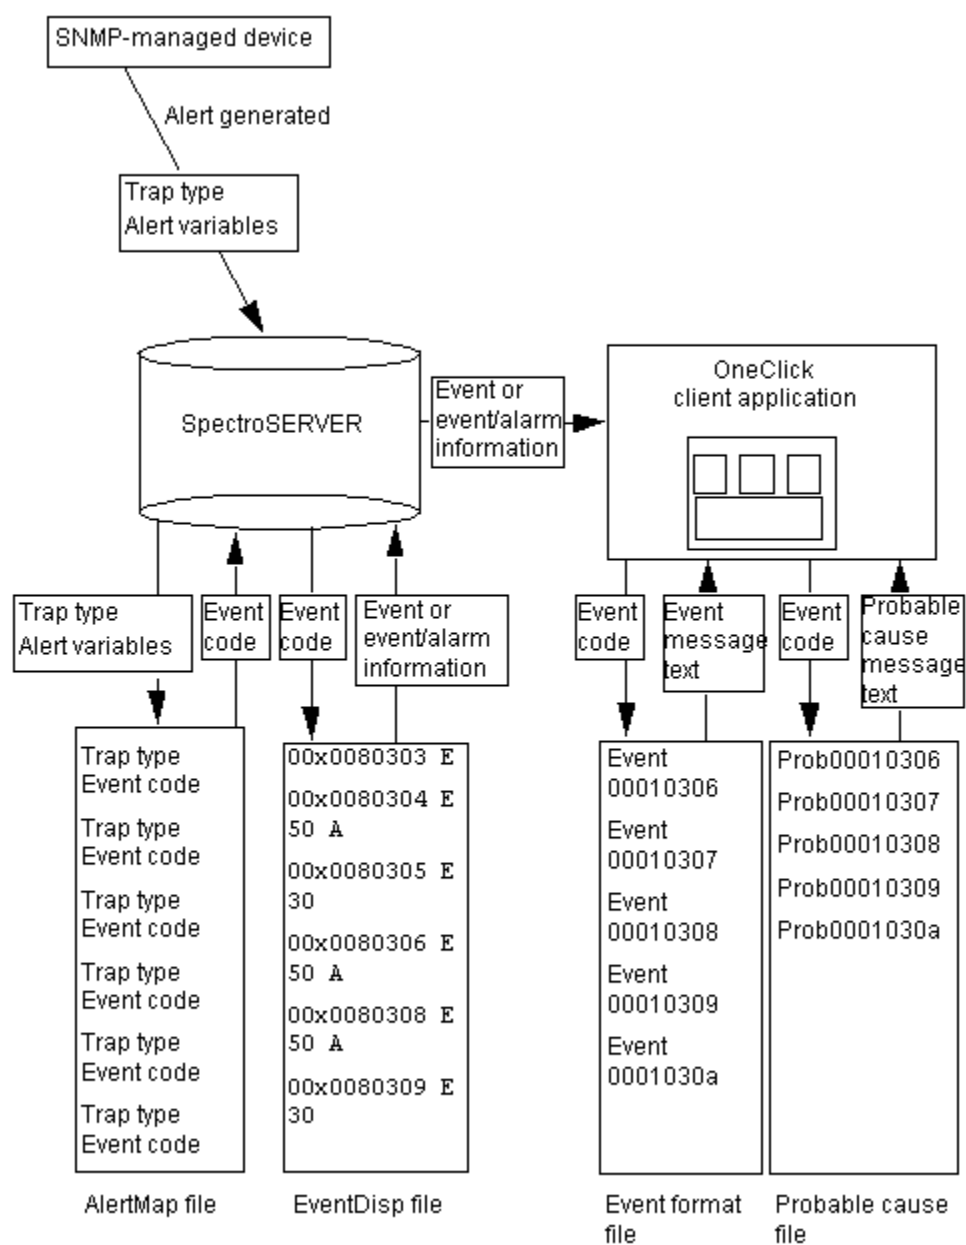 SNMP-managed device
Alert generated
Trap type
Alert variables
SpectroSERVER
Event or
event/alarm
information
OneClick
client application
Trap type
Alert variables
Event
code
Event
code
Event or
event/alarm
information
Event
code
Event
message
text
Event
code
Probable
cause
message
text
Trap type
Event code
Trap type
Event code
Trap type
Event code
Trap type
Event code
Trap type
Event code
Trap type
Event code
00x0080303 E
00x0080304 E
50 A
00x0080305 E
30
00x0080306 E
50 A
00x0080308 E
50 A
00x0080309 E
30
Event
00010306
Event
00010307
Event
00010308
Event
00010309
Event
0001030a
Prob00010306
Prob00010307
Prob00010308
Prob00010309
Prob0001030a
AlertMap file
EventDisp file
Event format
file
Probable cause
file